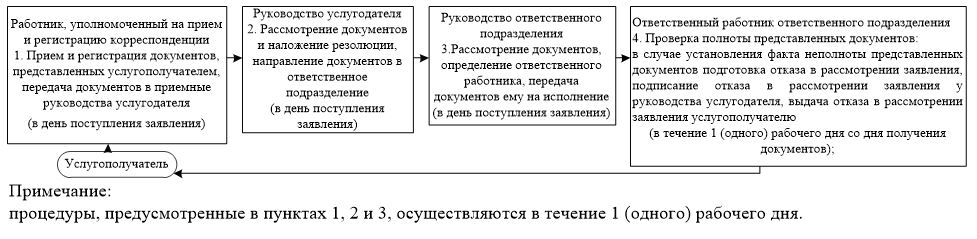 Работник, уполномоченный на прием
и регистрацию корреспонденции
1. Прием и регистрация документов,
представленных услугополучателем,
передача документов в приемные
руководства услугодателя
(в день поступления заявления)
Руководство услугодателя
2. Рассмотрение документов
и наложение резолюции,
направление документов в
ответственное
подразделение
(в день поступления
заявления)
Руководство ответственного
подразделения
3.Рассмотрение документов,
определение ответственного
работника, передача
документов ему на исполнение
(в день поступления заявления)
Ответственный работник ответственного подразделения
4. Проверка полноты представленных документов:
в случае установления факта неполноты представленных
документов подготовка отказа в рассмотрении заявления,
подписание отказа в рассмотрении заявления у
руководства услугодателя, выдача отказа в рассмотрении
заявления услугополучателю
(в течение 1 (одного) рабочего дня со дня получения
документов);
Услугополучатель
Примечание:
процедуры, предусмотренные в пунктах 1, 2 и 3, осуществляются в течение 1 (одного) рабочего дня.